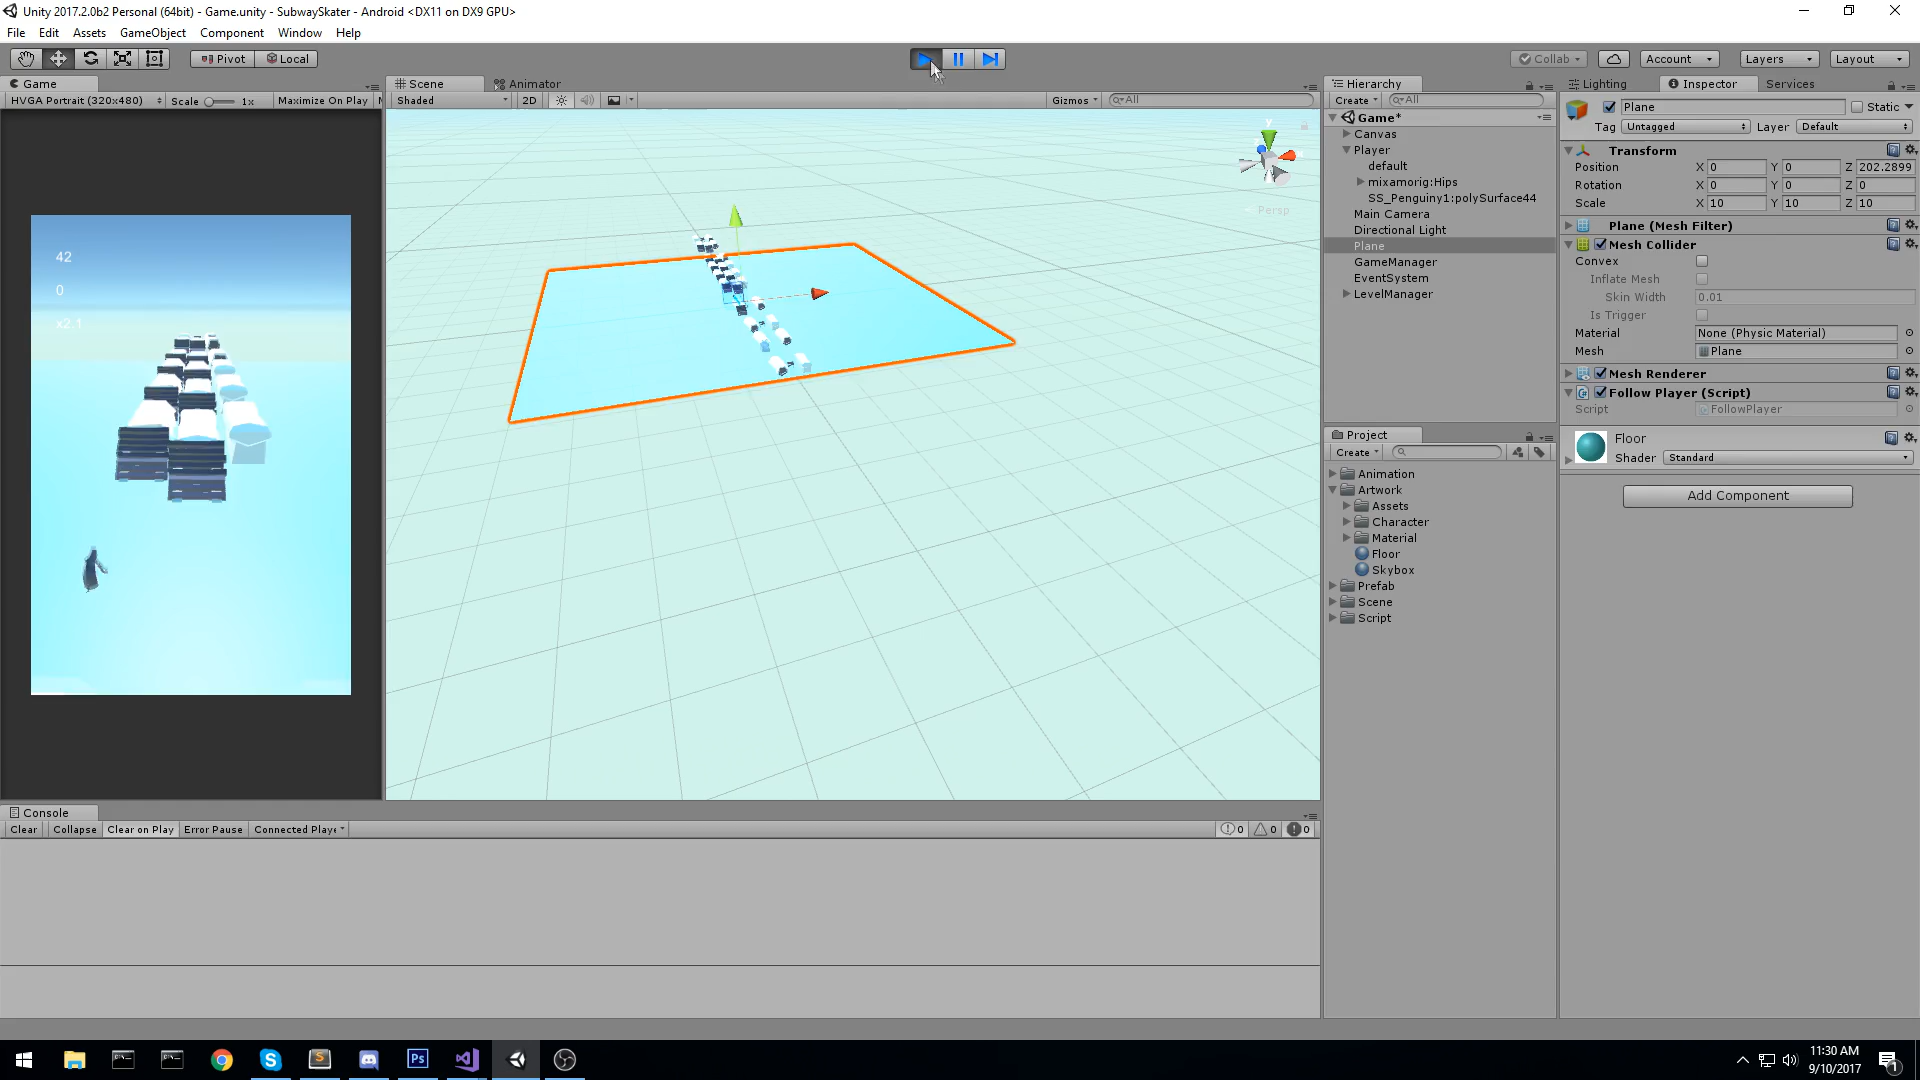 Unity 2017.2.0b2 Personal (64bit) - Game.unity - SubwaySkater - Android <DX11 on DX9 GPU>
File Edit Assets GameObject Component Window Help
Pivot Local Collab Account Layers Layout
Game
HVGA Portrait (320x480) Scale 1x Maximize On Play
42
0
x2.1
Scene Animator
Shaded 2D Gizmos All
y
Persp
Hierarchy
Create All
Game*
Canvas
Player
default
mixamorig:Hips
SS_Penguiny1:polySurface44
Main Camera
Directional Light
Plane
GameManager
EventSystem
LevelManager
Project
Create
Animation
Artwork
Assets
Character
Material
Floor
Skybox
Prefab
Scene
Script
Lighting Inspector Services
Plane Static
Tag Untagged Layer Default
Transform
Position X 0 Y 0 Z 202.2899
Rotation X 0 Y 0 Z 0
Scale X 10 Y 10 Z 10
Plane (Mesh Filter)
Mesh Collider
Convex
Inflate Mesh
Skin Width 0.01
Is Trigger
Material None (Physic Material)
Mesh Plane
Mesh Renderer
Follow Player (Script)
Script FollowPlayer
Floor
Shader Standard
Add Component
Console
Clear Collapse Clear on Play Error Pause Connected Playe
0 0 0
Ps
11:30 AM
9/10/2017
1